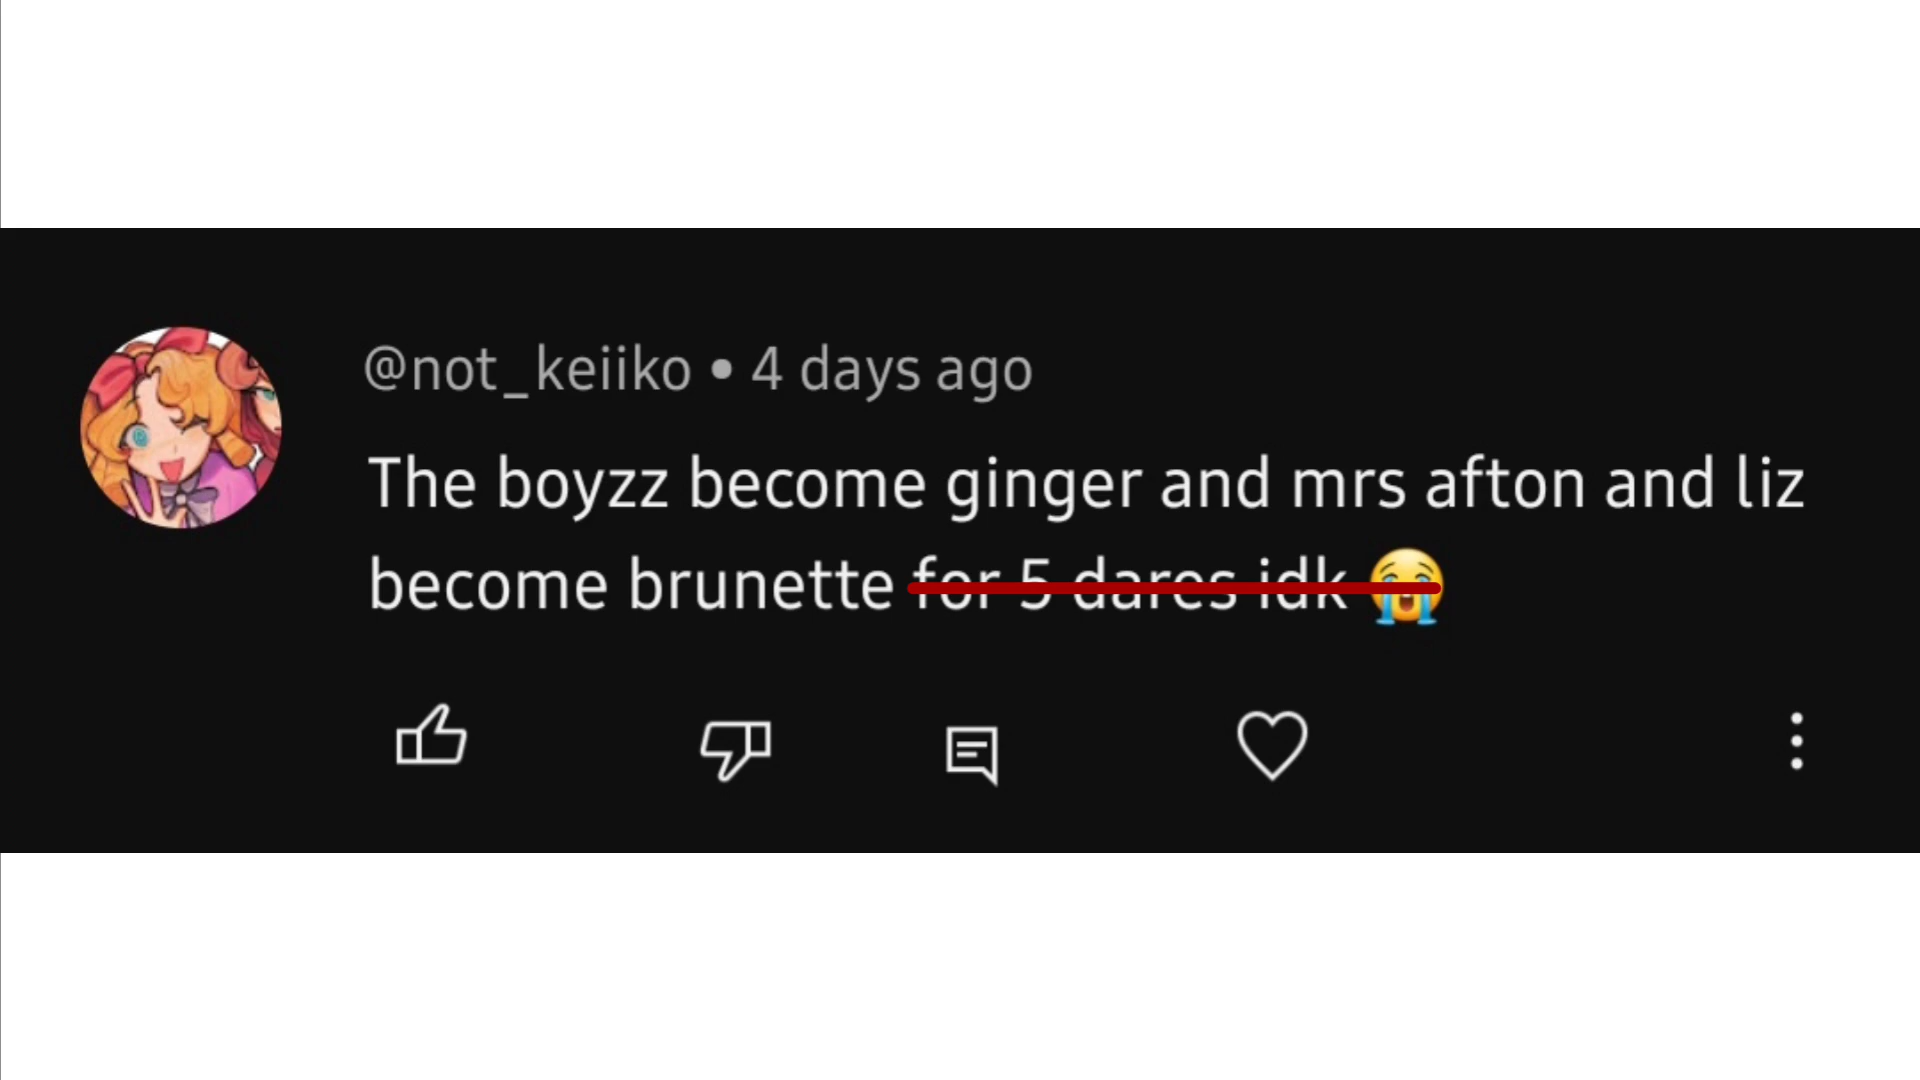 @not_keiiko • 4 days ago
The boyzz become ginger and mrs afton and liz
become brunette for 5 dares idk 😭